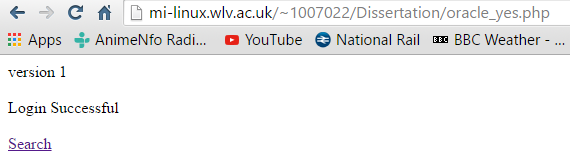 mi-linux.wlv.ac.uk/~1007022/Dissertation/oracle_yes.php
Apps AnimeNfo Radi... YouTube National Rail BBC BBC Weather - ...
version 1
Login Successful
Search